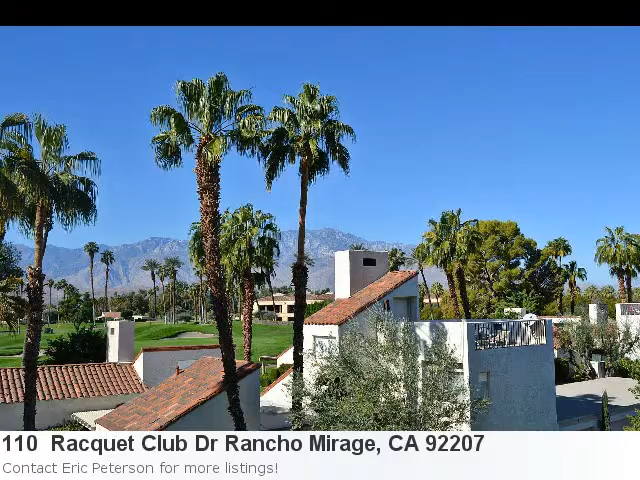 110 Racquet Club Dr Rancho Mirage, CA 92207
Contact Eric Peterson for more listings!